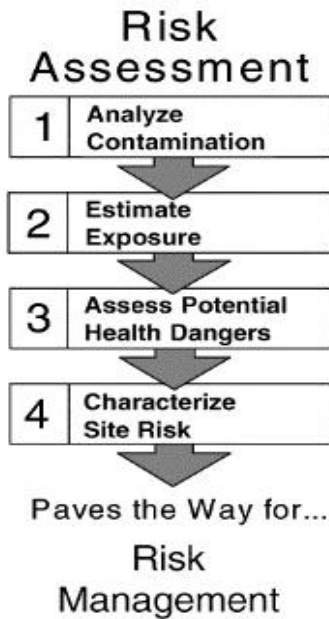 Risk
Assessment
1
Analyze
Contamination
2
Estimate
Exposure
3
Assess Potential
Health Dangers
4
Characterize
Site Risk
Paves the Way for...
Risk
Management